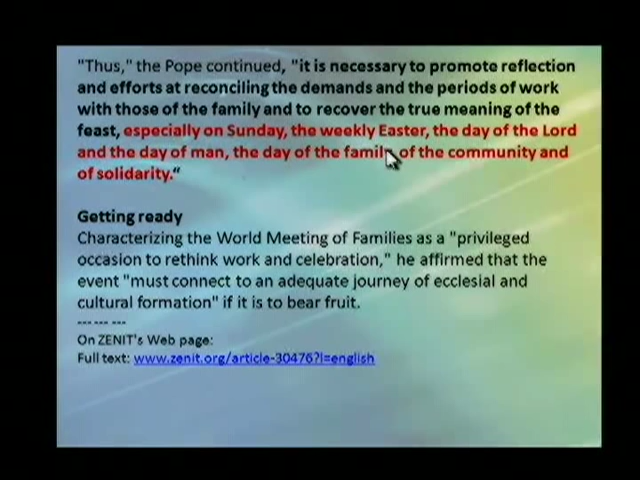 "Thus," the Pope continued, "it is necessary to promote reflection
and efforts at reconciling the demands and the periods of work
with those of the family and to recover the true meaning of the
feast, especially on Sunday, the weekly Easter, the day of the Lord
and the day of man, the day of the family, of the community and
of solidarity.“
Getting ready
Characterizing the World Meeting of Families as a "privileged
occasion to rethink work and celebration," he affirmed that the
event "must connect to an adequate journey of ecclesial and
cultural formation" if it is to bear fruit.
--- --- ---
On ZENIT's Web page:
Full text: www.zenit.org/article-30476?l=english